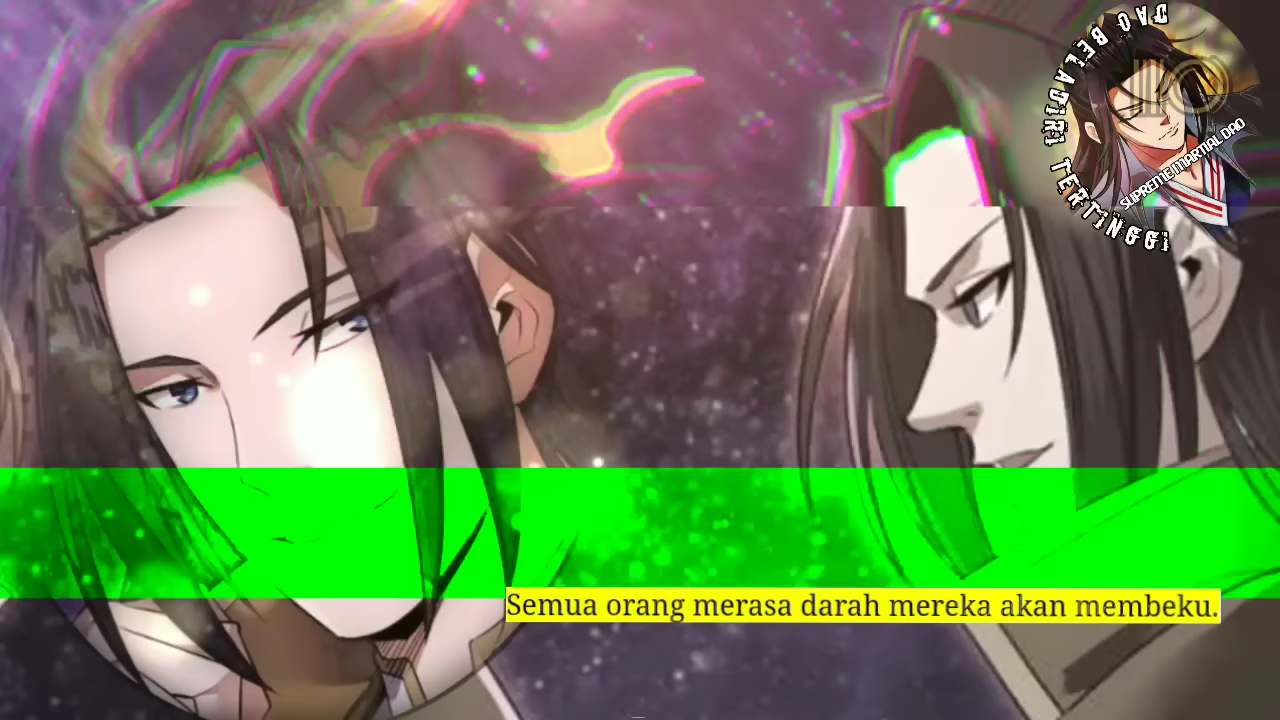 DAO BELADIRI TERTINGGI
SUPREME MARTIAL DAO
Semua orang merasa darah mereka akan membeku.